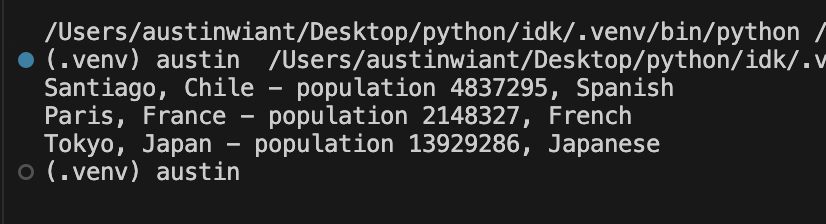 /Users/austinwiant/Desktop/python/idk/.venv/bin/python /
(.venv) austin  /Users/austinwiant/Desktop/python/idk/.v
Santiago, Chile - population 4837295, Spanish
Paris, France - population 2148327, French
Tokyo, Japan - population 13929286, Japanese
(.venv) austin